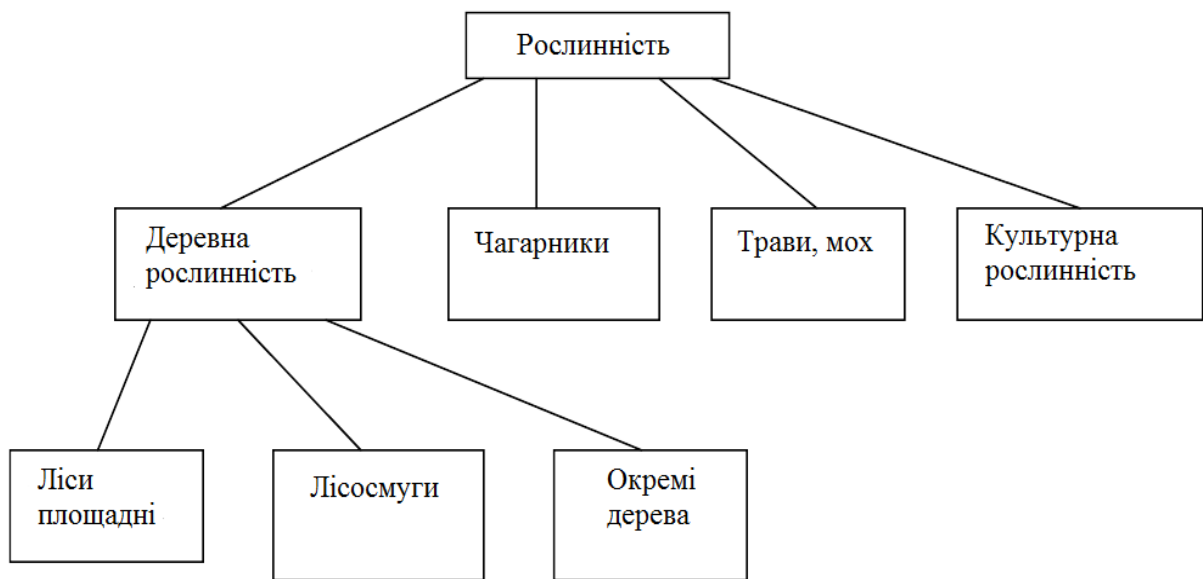 Рослинність
Деревна
рослинність
Чагарники
Трави, мох
Культурна
рослинність
Ліси
площадні
Лісосмуги
Окремі
дерева